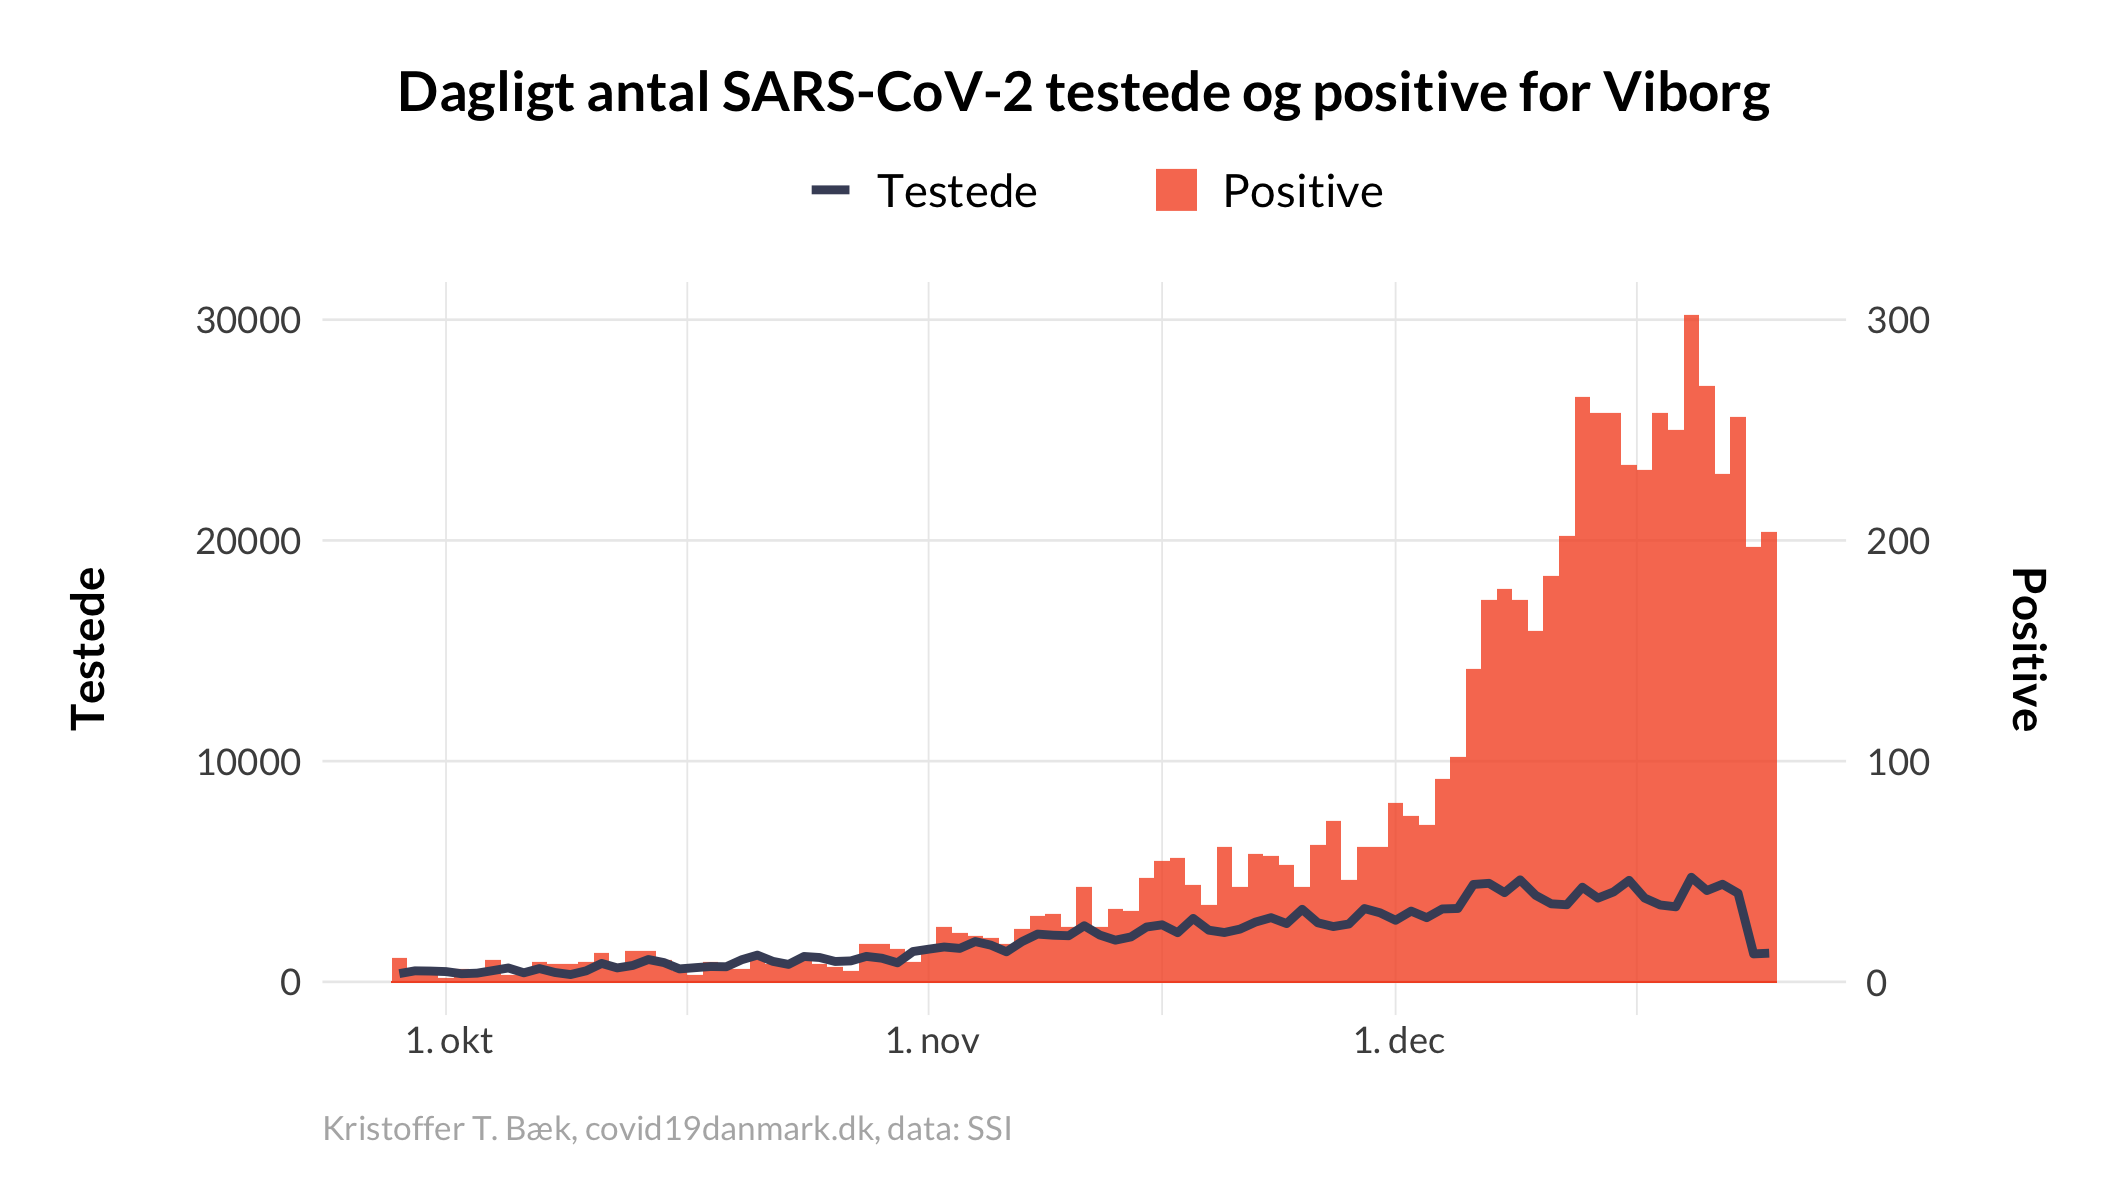 Dagligt antal SARS-CoV-2 testede og positive for Viborg
Testede
Positive
30000
20000
10000
0
Testede
300
200
100
0
Positive
1. okt
1. nov
1. dec
Kristoffer T. Bæk, covid19danmark.dk, data: SSI